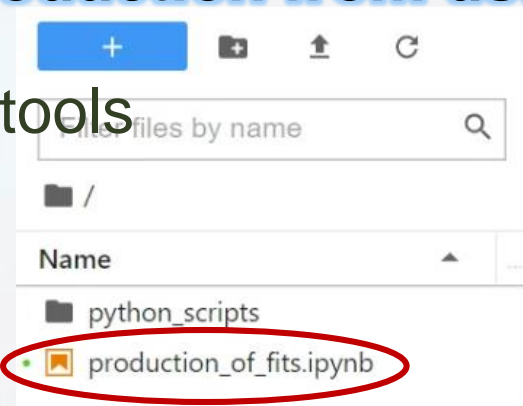 tools
Filter files by name
/
Name
python_scripts
production_of_fits.ipynb